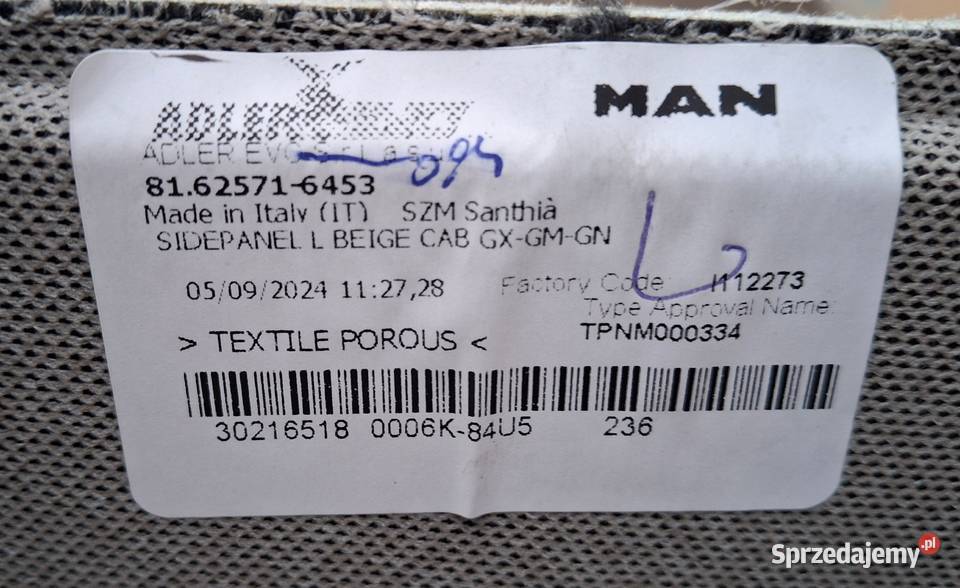 MAN
ADLER
ADLER EVO S.r.l.
094
81.62571-6453
Made in Italy (IT) SZM Santhià
SIDEPANEL L BEIGE CAB GX-GM-GN
L
05/09/2024 11:27,28 Factory Code: I112273
Type Approval Name:
> TEXTILE POROUS < TPNM000334
30216518 0006K-84U5 236
Sprzedajemy.pl